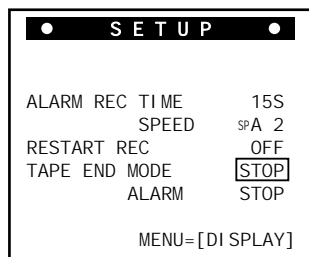 ● SETUP ●
ALARM REC TIME 15S
SPEED SPA 2
RESTART REC OFF
TAPE END MODE STOP
ALARM STOP
MENU=[DISPLAY]